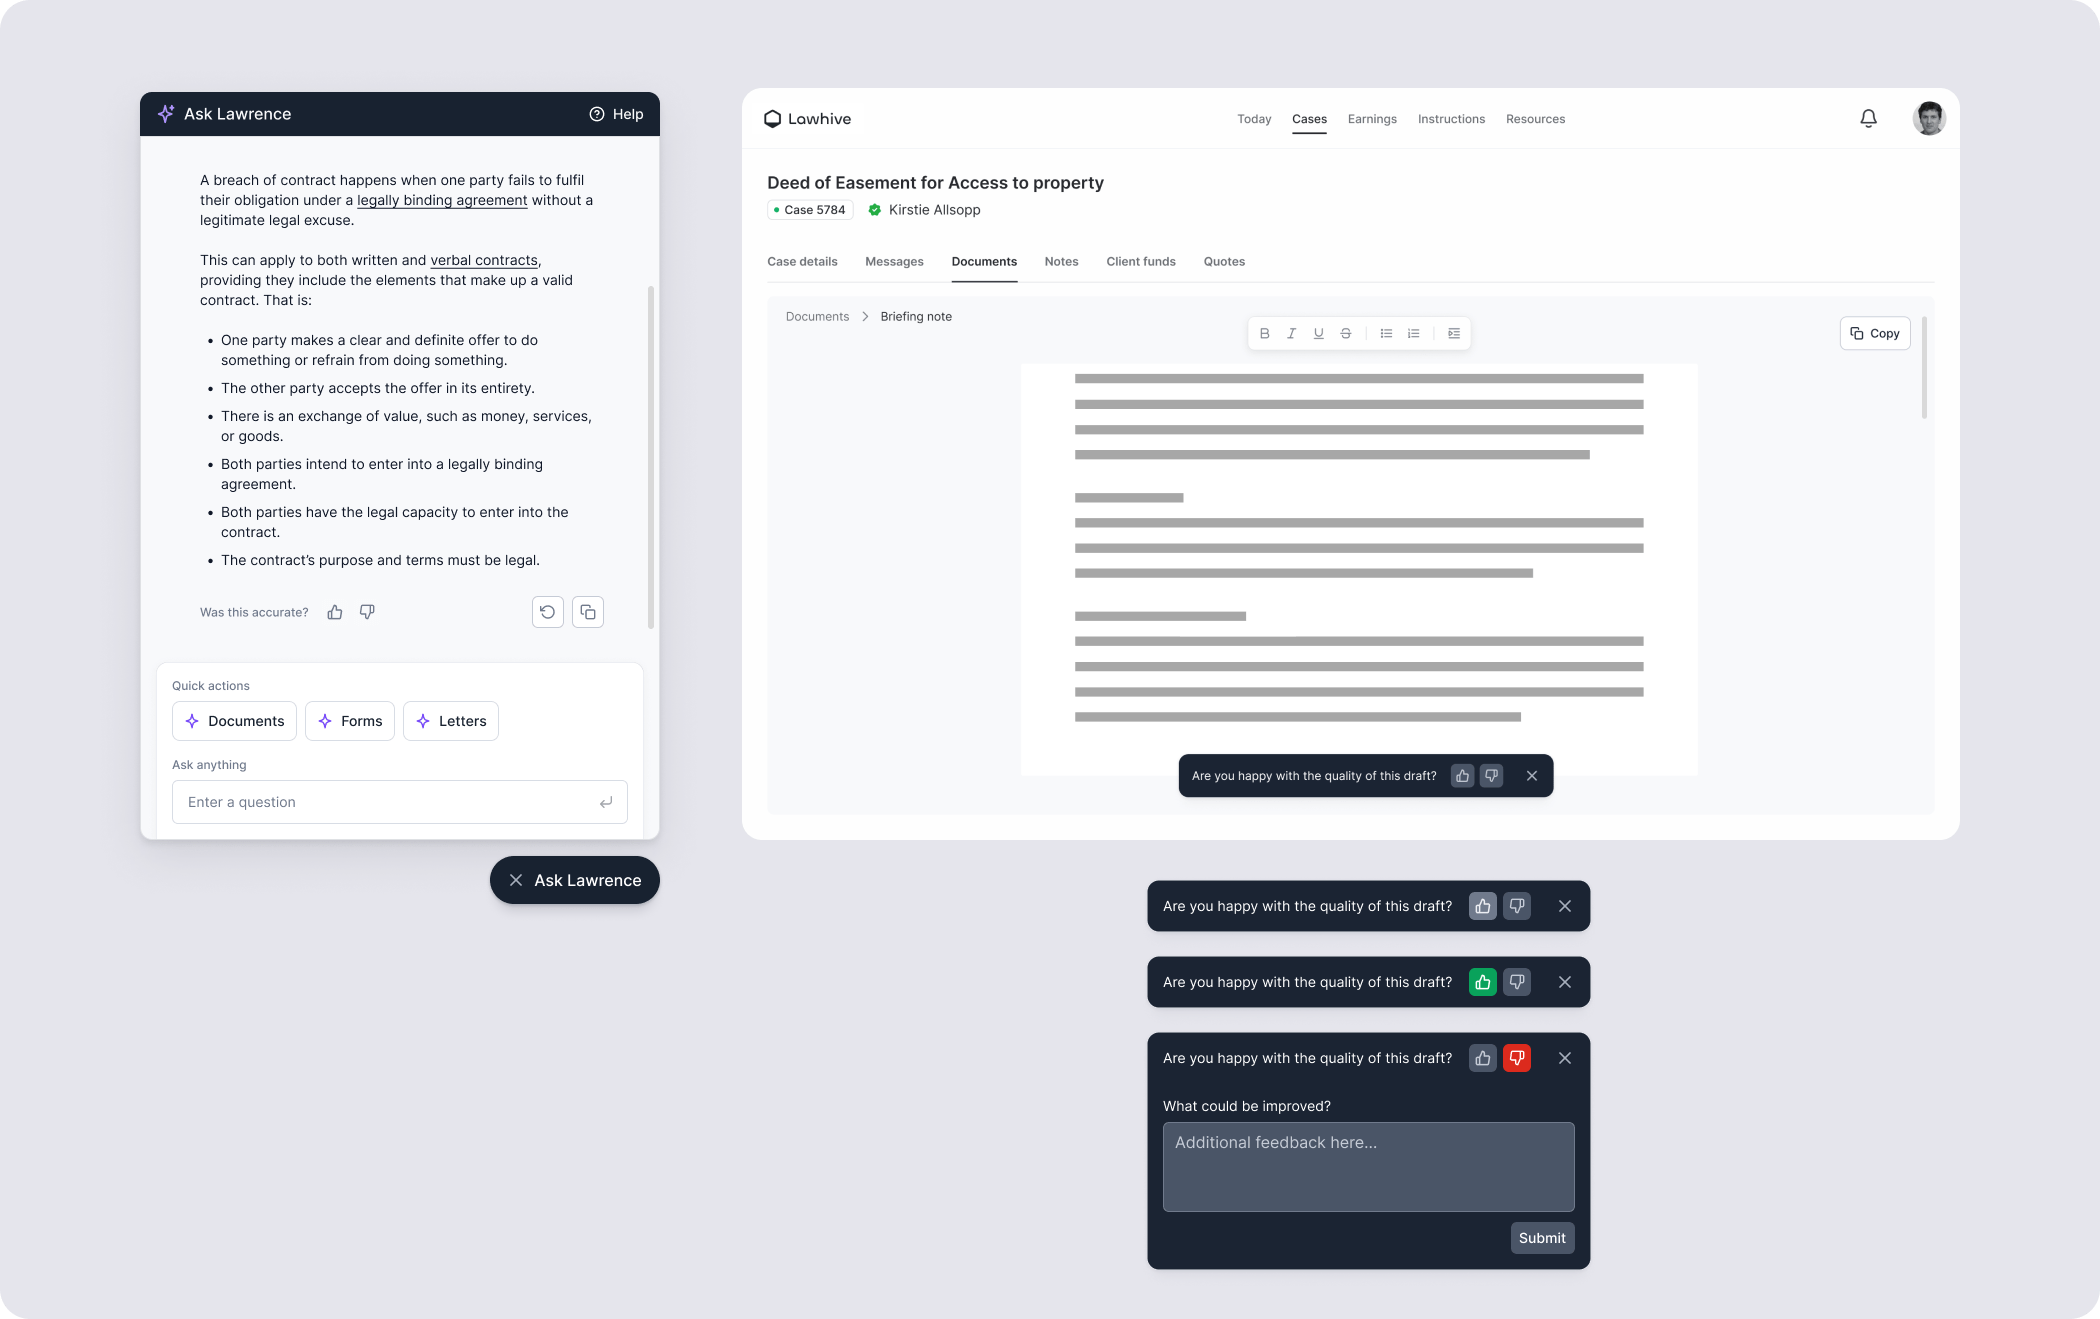 Ask Lawrence
Help
A breach of contract happens when one party fails to fulfil
their obligation under a legally binding agreement without a
legitimate legal excuse.
This can apply to both written and verbal contracts,
providing they include the elements that make up a valid
contract. That is:
• One party makes a clear and definite offer to do
something or refrain from doing something.
• The other party accepts the offer in its entirety.
• There is an exchange of value, such as money, services,
or goods.
• Both parties intend to enter into a legally binding
agreement.
• Both parties have the legal capacity to enter into the
contract.
• The contract’s purpose and terms must be legal.
Was this accurate?
Quick actions
Documents Forms Letters
Ask anything
Enter a question
Ask Lawrence
Lawhive
Today Cases Earnings Instructions Resources
Deed of Easement for Access to property
Case 5784 Kirstie Allsopp
Case details Messages Documents Notes Client funds Quotes
Documents > Briefing note
B I U S
Copy
Are you happy with the quality of this draft?
Are you happy with the quality of this draft?
Are you happy with the quality of this draft?
Are you happy with the quality of this draft?
What could be improved?
Additional feedback here...
Submit